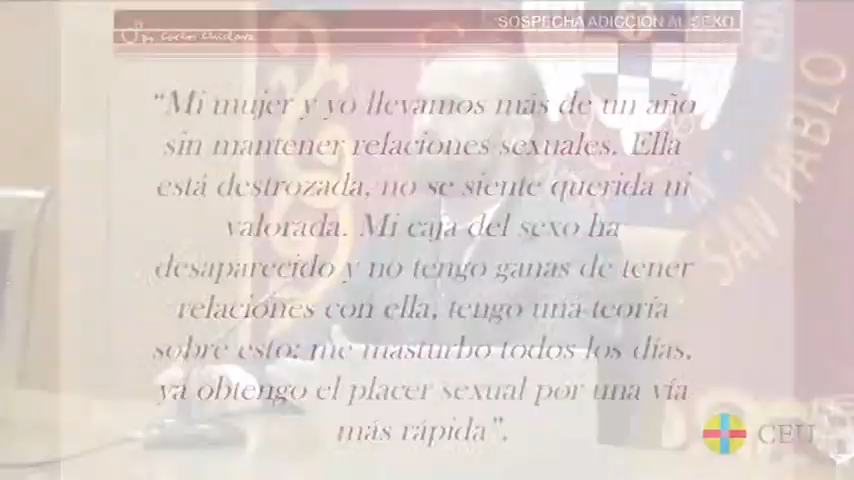 Dr Carlos Chiclana
SOSPECHA ADICCION AL SEXO
"Mi mujer y yo llevamos más de un año
sin mantener relaciones sexuales. Ella
está destrozada, no se siente querida ni
valorada. Mi caja del sexo ha
desaparecido y no tengo ganas de tener
relaciones con ella, tengo una teoría
sobre esto: me masturbo todos los días,
ya obtengo el placer sexual por una vía
más rápida".
SAN PABLO
CEU